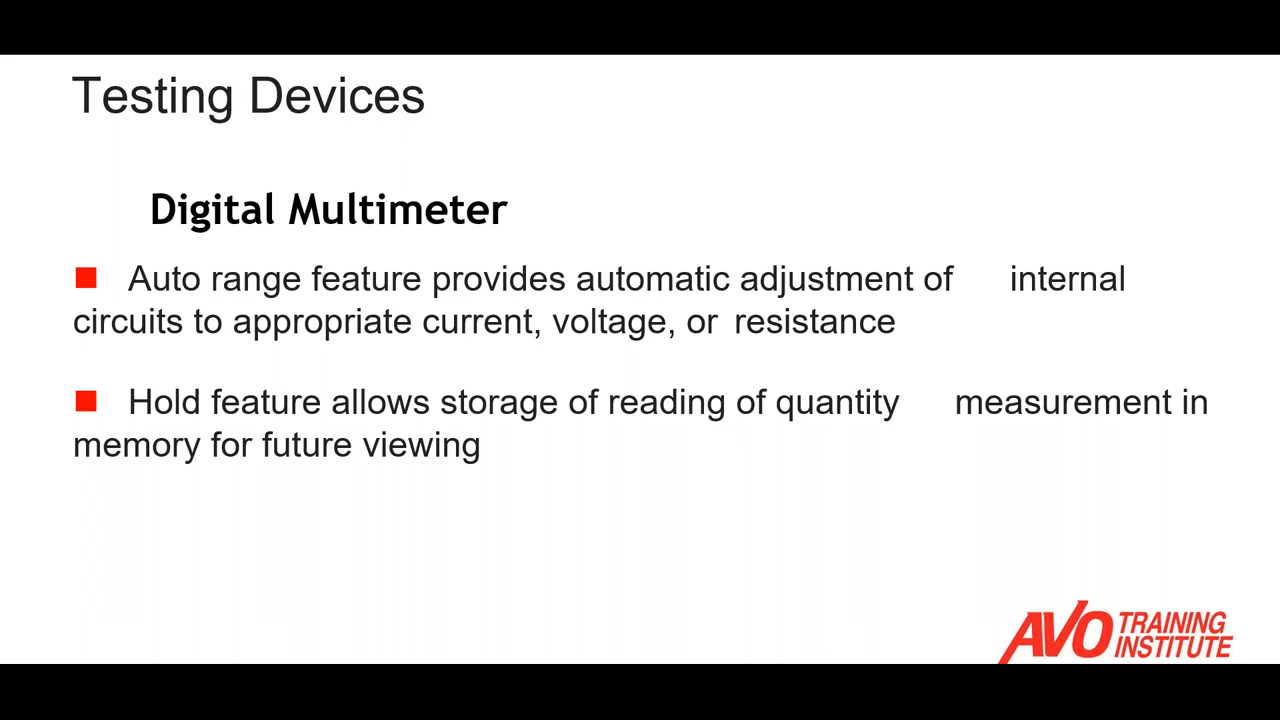 Testing Devices
Digital Multimeter
Auto range feature provides automatic adjustment of internal
circuits to appropriate current, voltage, or resistance
Hold feature allows storage of reading of quantity measurement in
memory for future viewing
AVO TRAINING
INSTITUTE